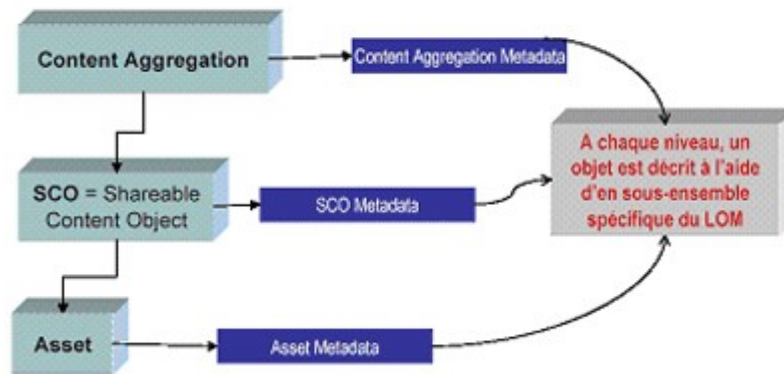 Content Aggregation
Content Aggregation Metadata
A chaque niveau, un
objet est décrit à l'aide
d'en sous-ensemble
spécifique du LOM
SCO = Shareable
Content Object
SCO Metadata
Asset
Asset Metadata